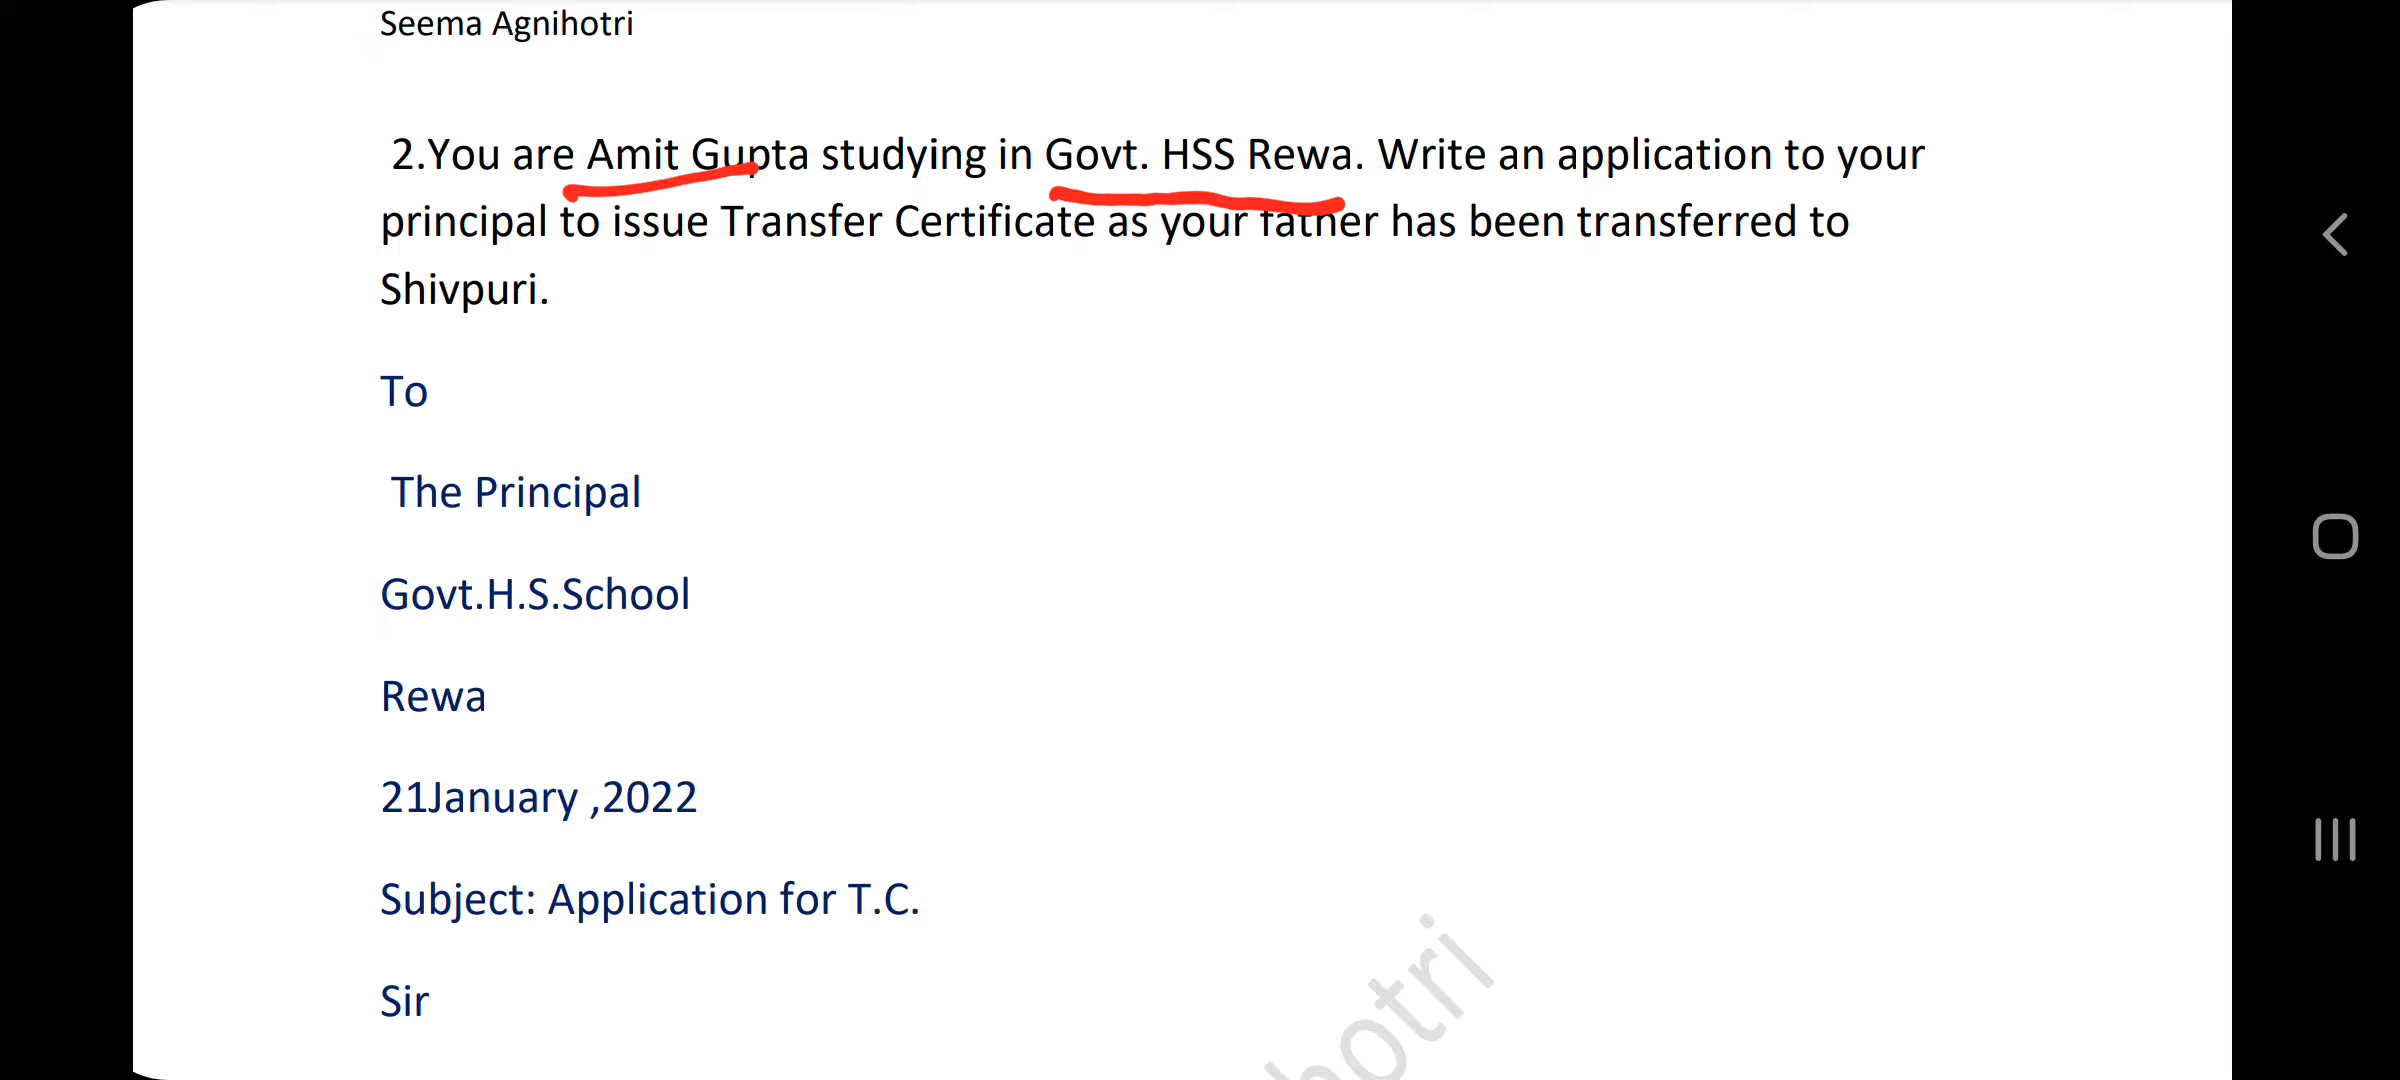 Seema Agnihotri
2.You are Amit Gupta studying in Govt. HSS Rewa. Write an application to your
principal to issue Transfer Certificate as your father has been transferred to
Shivpuri.
To
The Principal
Govt.H.S.School
Rewa
21January ,2022
Subject: Application for T.C.
Sir
hotri